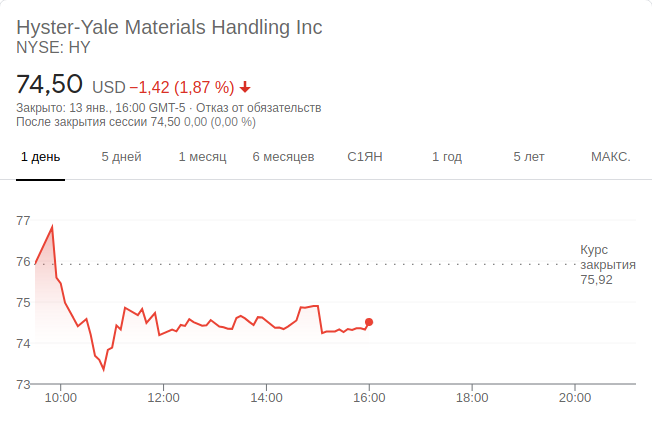 Hyster-Yale Materials Handling Inc
NYSE: HY
74,50 USD −1,42 (1,87 %)
Закрыто: 13 янв., 16:00 GMT-5 · Отказ от обязательств
После закрытия сессии 74,50 0,00 (0,00 %)
1 день 5 дней 1 месяц 6 месяцев С1ЯН 1 год 5 лет МАКС.
77
Курс
76 закрытия
75,92
75
74
73
10:00 12:00 14:00 16:00 18:00 20:00